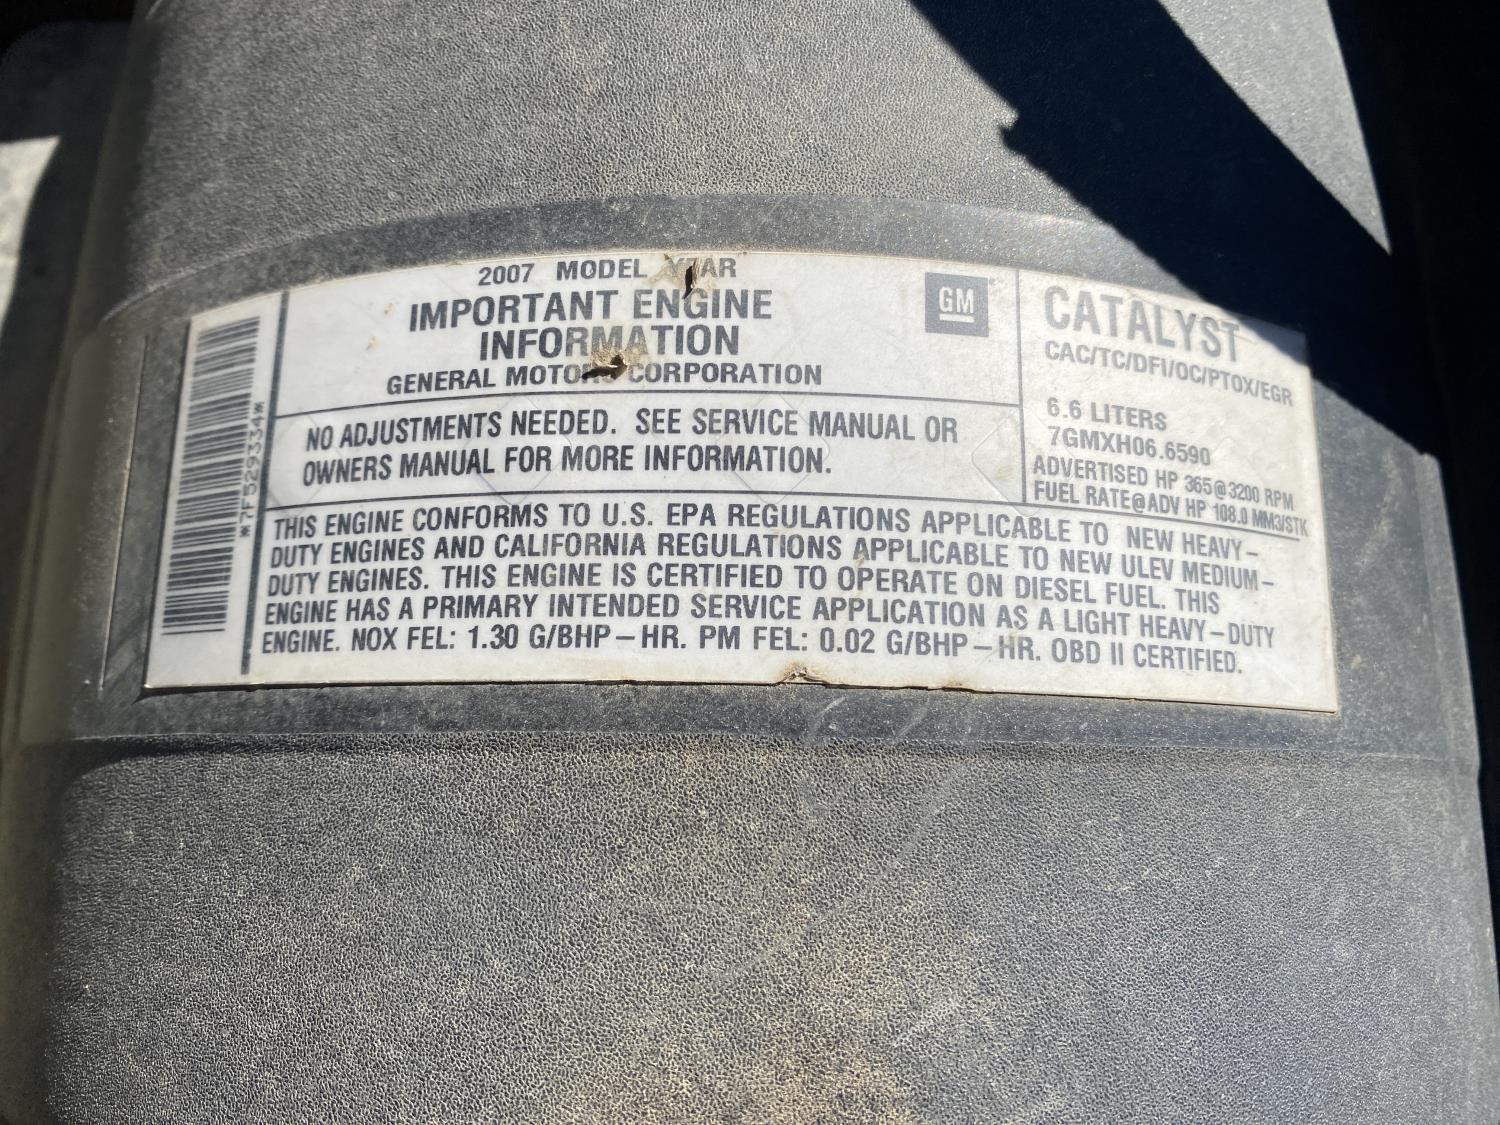 2007 MODEL YEAR
IMPORTANT ENGINE
INFORMATION
GENERAL MOTORS CORPORATION
GM
NO ADJUSTMENTS NEEDED. SEE SERVICE MANUAL OR
OWNERS MANUAL FOR MORE INFORMATION.
CATALYST
CAC/TC/DFI/OC/PTOX/EGR
6.6 LITERS
7GMXH06.6590
ADVERTISED HP 365@3200 RPM
FUEL RATE@ADV HP 108.0 MM3/STK
THIS ENGINE CONFORMS TO U.S. EPA REGULATIONS APPLICABLE TO NEW HEAVY-
DUTY ENGINES AND CALIFORNIA REGULATIONS APPLICABLE TO NEW ULEV MEDIUM-
DUTY ENGINES. THIS ENGINE IS CERTIFIED TO OPERATE ON DIESEL FUEL. THIS
ENGINE HAS A PRIMARY INTENDED SERVICE APPLICATION AS A LIGHT HEAVY-DUTY
ENGINE. NOX FEL: 1.30 G/BHP-HR. PM FEL: 0.02 G/BHP-HR. OBD II CERTIFIED.
*7F529334*